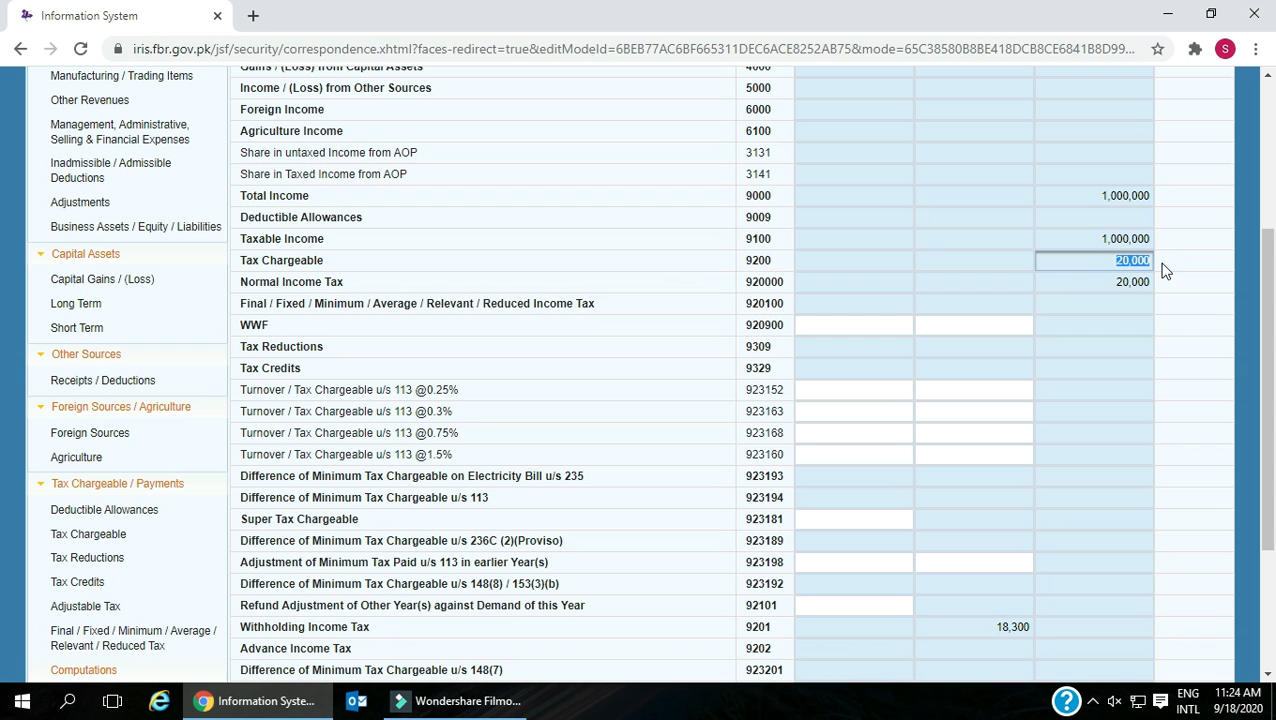 Information System
iris.fbr.gov.pk/jsf/security/correspondence.xhtml?faces-redirect=true&editModeId=6BEB77AC6BF665311DEC6ACE8252AB75&mode=65C38580B8BE418DCB8CE6841B8D99...
S
Manufacturing / Trading Items
Other Revenues
Management, Administrative,
Selling & Financial Expenses
Inadmissible / Admissible
Deductions
Adjustments
Business Assets / Equity / Liabilities
Capital Assets
Capital Gains / (Loss)
Long Term
Short Term
Other Sources
Receipts / Deductions
Foreign Sources / Agriculture
Foreign Sources
Agriculture
Tax Chargeable / Payments
Deductible Allowances
Tax Chargeable
Tax Reductions
Tax Credits
Adjustable Tax
Final / Fixed / Minimum / Average /
Relevant / Reduced Tax
Computations
Gains / (Loss) from Capital Assets 4000
Income / (Loss) from Other Sources 5000
Foreign Income 6000
Agriculture Income 6100
Share in untaxed Income from AOP 3131
Share in Taxed Income from AOP 3141
Total Income 9000 1,000,000
Deductible Allowances 9009
Taxable Income 9100 1,000,000
Tax Chargeable 9200 20,000
Normal Income Tax 920000 20,000
Final / Fixed / Minimum / Average / Relevant / Reduced Income Tax 920100
WWF 920900
Tax Reductions 9309
Tax Credits 9329
Turnover / Tax Chargeable u/s 113 @0.25% 923152
Turnover / Tax Chargeable u/s 113 @0.3% 923163
Turnover / Tax Chargeable u/s 113 @0.75% 923168
Turnover / Tax Chargeable u/s 113 @1.5% 923160
Difference of Minimum Tax Chargeable on Electricity Bill u/s 235 923193
Difference of Minimum Tax Chargeable u/s 113 923194
Super Tax Chargeable 923181
Difference of Minimum Tax Chargeable u/s 236C (2)(Proviso) 923189
Adjustment of Minimum Tax Paid u/s 113 in earlier Year(s) 923198
Difference of Minimum Tax Chargeable u/s 148(8) / 153(3)(b) 923192
Refund Adjustment of Other Year(s) against Demand of this Year 92101
Withholding Income Tax 9201 18,300
Advance Income Tax 9202
Difference of Minimum Tax Chargeable u/s 148(7) 923201
Information Syste...
Wondershare Filmo...
ENG
INTL
11:24 AM
9/18/2020